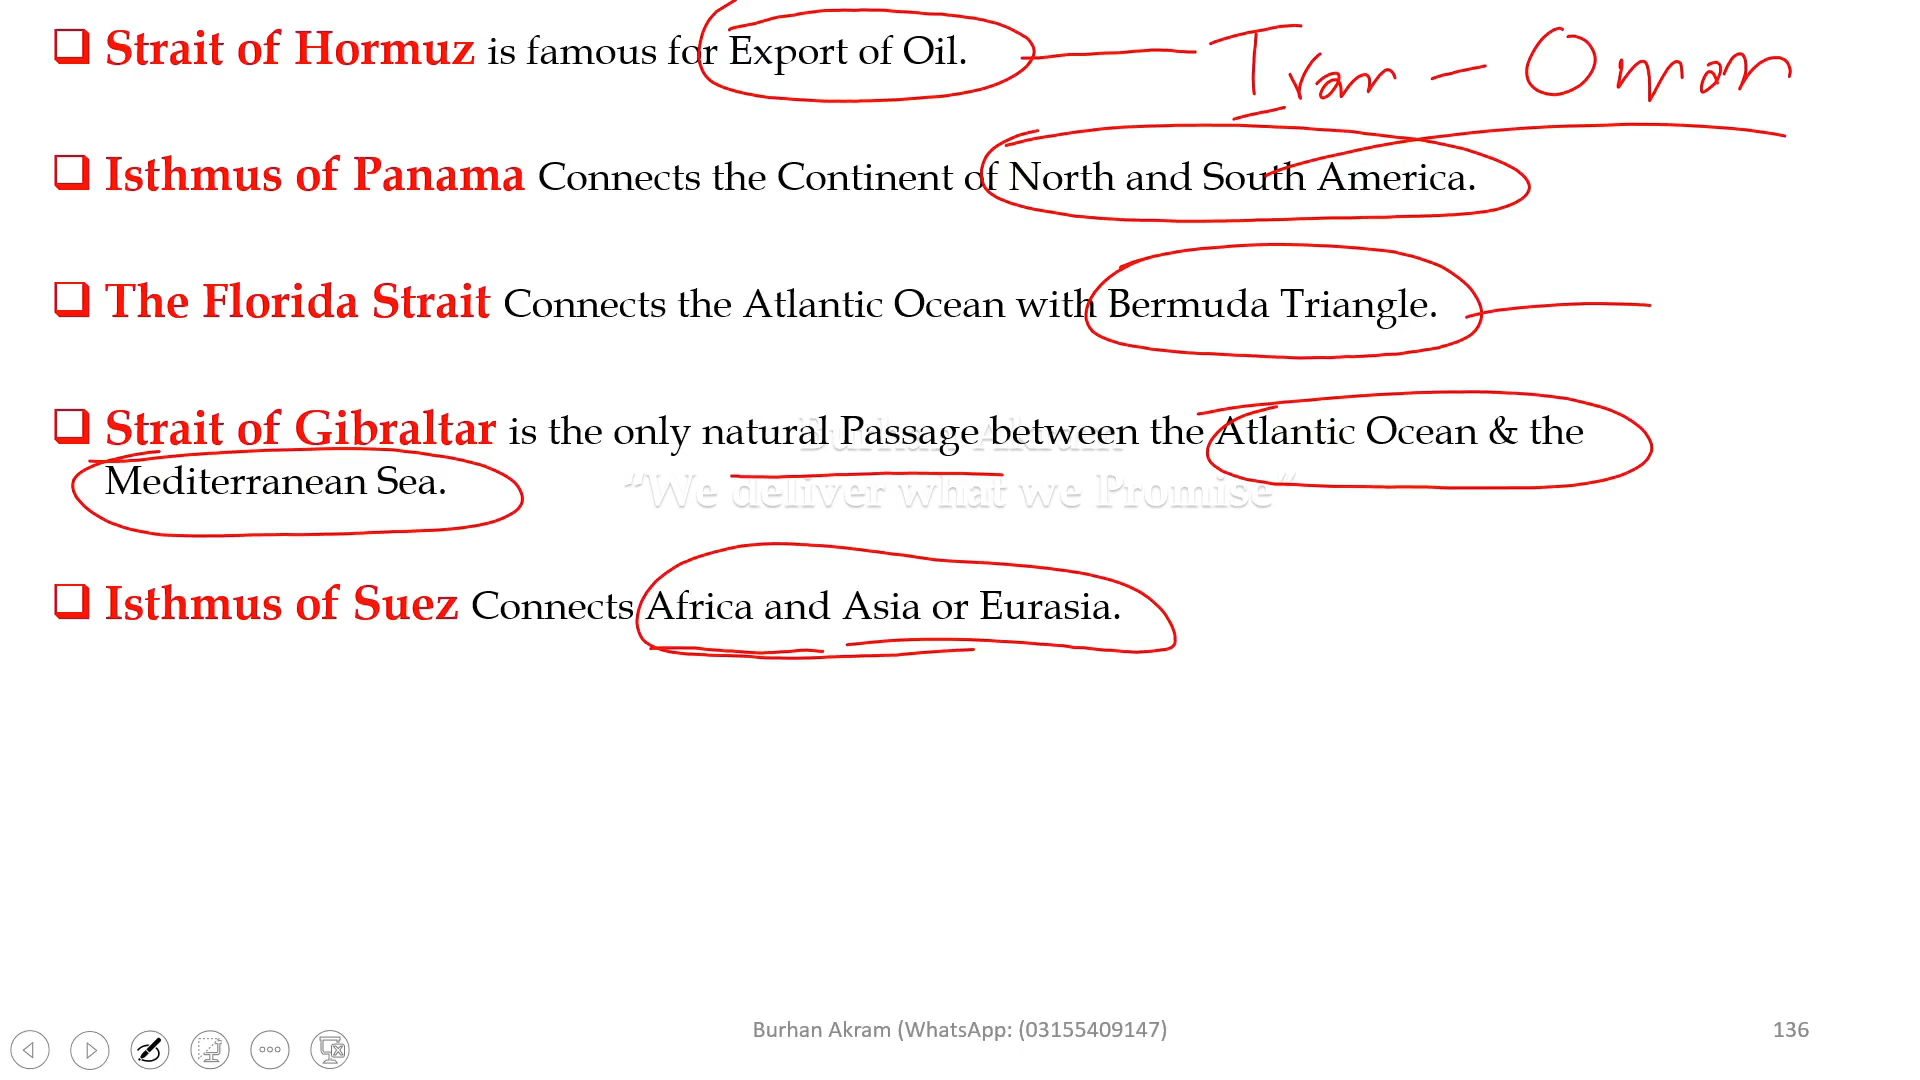 Strait of Hormuz is famous for Export of Oil. Iran - Oman
Isthmus of Panama Connects the Continent of North and South America.
The Florida Strait Connects the Atlantic Ocean with Bermuda Triangle.
Strait of Gibraltar is the only natural Passage between the Atlantic Ocean & the
Mediterranean Sea.
Burhan Akram
"We deliver what we Promise"
Isthmus of Suez Connects Africa and Asia or Eurasia.
Burhan Akram (WhatsApp: (03155409147)
136